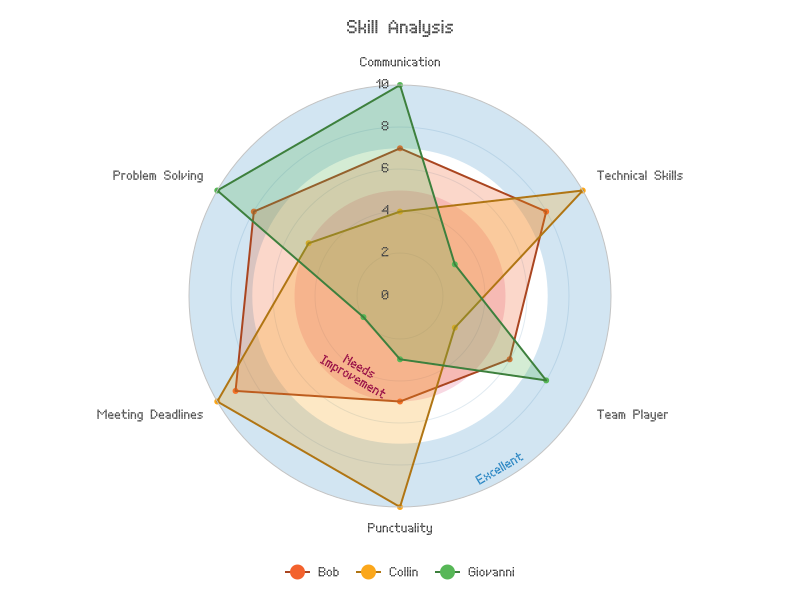 Skill Analysis
Communication
10
8
6
4
2
0
Problem Solving
Technical Skills
Needs
Improvement
Meeting Deadlines
Team Player
Excellent
Punctuality
Bob
Collin
Giovanni